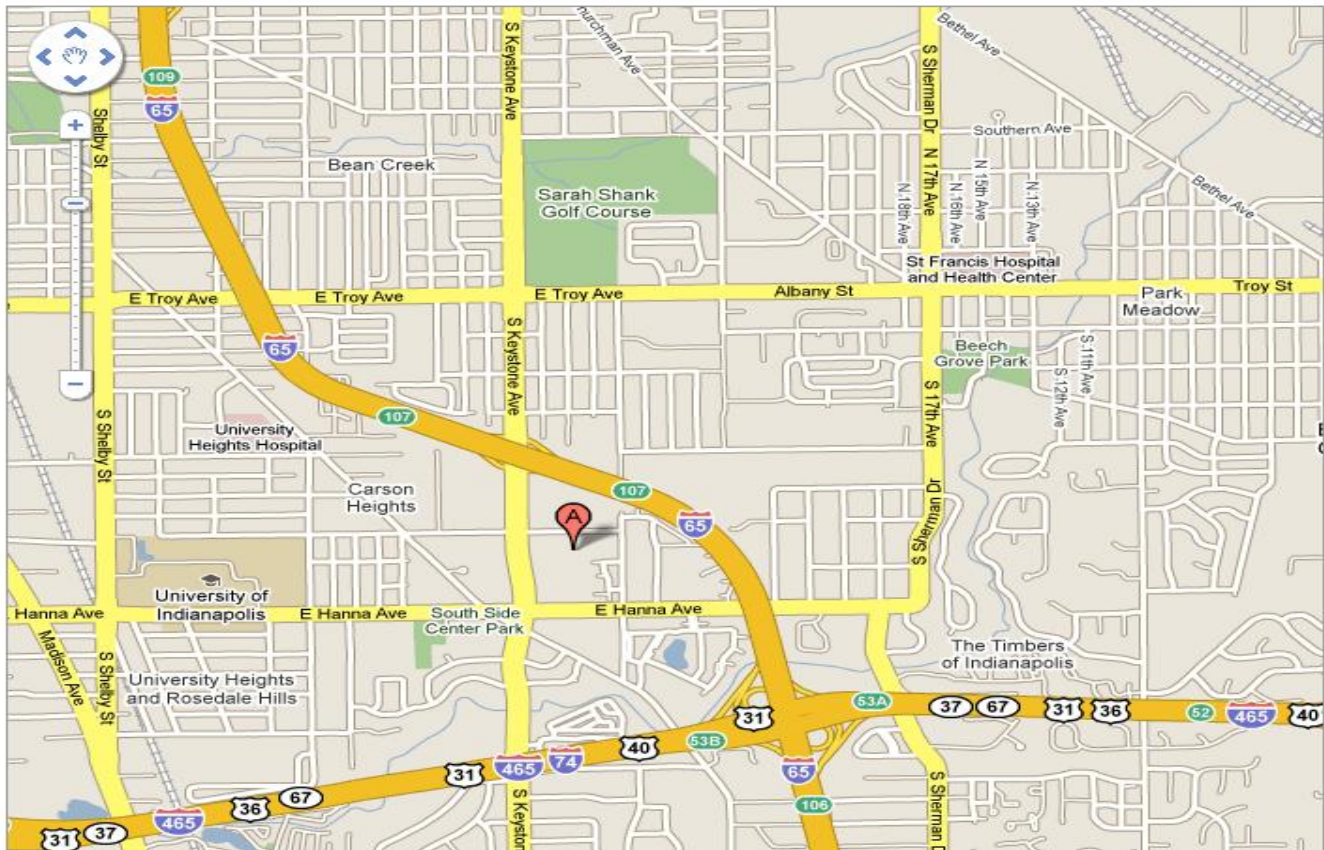 109
65
S Keystone Ave
Churchman Ave
Bethel Ave
S Sherman Dr
Shelby St
Southern Ave
Bean Creek
Sarah Shank
Golf Course
N 17th Ave
N 18th Ave
N 16th Ave
N 15th Ave
N 13th Ave
Bethel Ave
St Francis Hospital
and Health Center
E Troy Ave
E Troy Ave
E Troy Ave
Albany St
Park
Meadow
Troy St
65
S Keystone Ave
Beech
Grove Park
S 11th Ave
S 12th Ave
S Shelby St
107
S 17th Ave
University
Heights Hospital
Carson
Heights
107
65
A
S Sherman Dr
University of
Indianapolis
Hanna Ave
E Hanna Ave
South Side
Center Park
E Hanna Ave
Madison Ave
S Shelby St
University Heights
and Rosedale Hills
The Timbers
of Indianapolis
53A
37
67
31
36
52
465
40
31
53B
40
74
465
31
65
67
36
465
37
31
106
S Sherman D
S Keyston